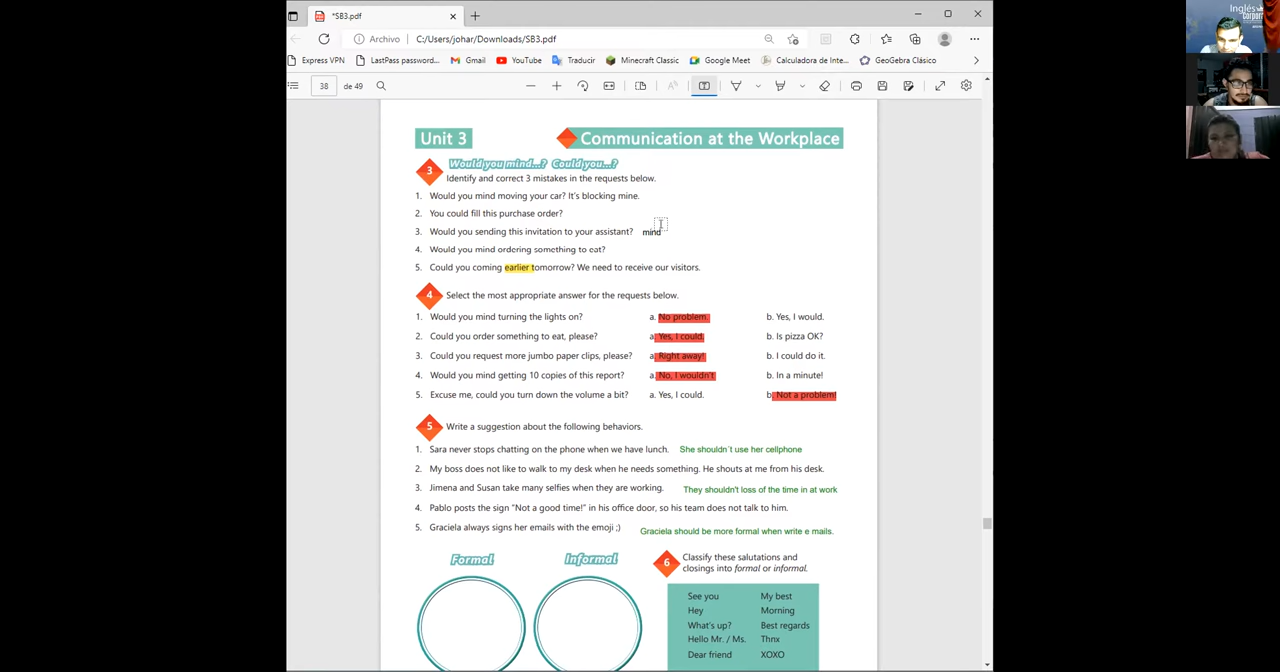 *SB3.pdf
Inglés
Corpor
Archivo
C:/Users/johar/Downloads/SB3.pdf
Express VPN
LastPass password...
Gmail
YouTube
Traducir
Minecraft Classic
Google Meet
Calculadora de Inte...
GeoGebra Clásico
38 de 49
Unit 3 Communication at the Workplace
3 Would you mind...? Could you...?
Identify and correct 3 mistakes in the requests below.
1. Would you mind moving your car? It's blocking mine.
2. You could fill this purchase order?
3. Would you sending this invitation to your assistant? mind
4. Would you mind ordering something to eat?
5. Could you coming earlier tomorrow? We need to receive our visitors.
4 Select the most appropriate answer for the requests below.
1. Would you mind turning the lights on? a. No problem. b. Yes, I would.
2. Could you order something to eat, please? a. Yes, I could. b. Is pizza OK?
3. Could you request more jumbo paper clips, please? a. Right away! b. I could do it.
4. Would you mind getting 10 copies of this report? a. No, I wouldn't b. In a minute!
5. Excuse me, could you turn down the volume a bit? a. Yes, I could. b. Not a problem!
5 Write a suggestion about the following behaviors.
1. Sara never stops chatting on the phone when we have lunch. She shouldn´t use her cellphone
2. My boss does not like to walk to my desk when he needs something. He shouts at me from his desk.
3. Jimena and Susan take many selfies when they are working. They shouldn't loss of the time in at work
4. Pablo posts the sign "Not a good time!" in his office door, so his team does not talk to him.
5. Graciela always signs her emails with the emoji ;) Graciela should be more formal when write e mails.
Formal Informal
6 Classify these salutations and
closings into formal or informal.
See you My best
Hey Morning
What's up? Best regards
Hello Mr. / Ms. Thnx
Dear friend XOXO